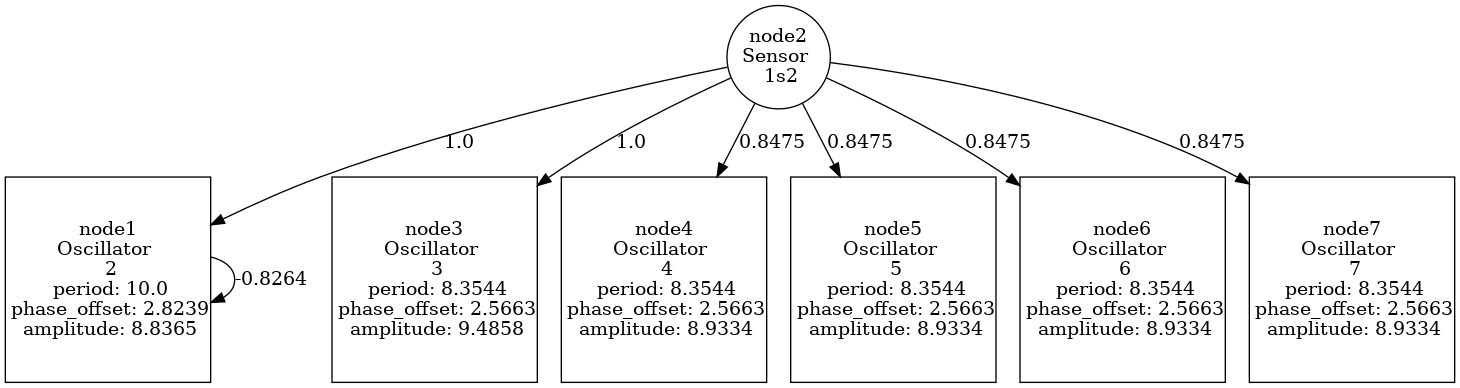 node2
Sensor
1s2
1.0
1.0
0.8475
0.8475
0.8475
0.8475
node1
Oscillator
2
period: 10.0
phase_offset: 2.8239
amplitude: 8.8365
-0.8264
node3
Oscillator
3
period: 8.3544
phase_offset: 2.5663
amplitude: 9.4858
node4
Oscillator
4
period: 8.3544
phase_offset: 2.5663
amplitude: 8.9334
node5
Oscillator
5
period: 8.3544
phase_offset: 2.5663
amplitude: 8.9334
node6
Oscillator
6
period: 8.3544
phase_offset: 2.5663
amplitude: 8.9334
node7
Oscillator
7
period: 8.3544
phase_offset: 2.5663
amplitude: 8.9334